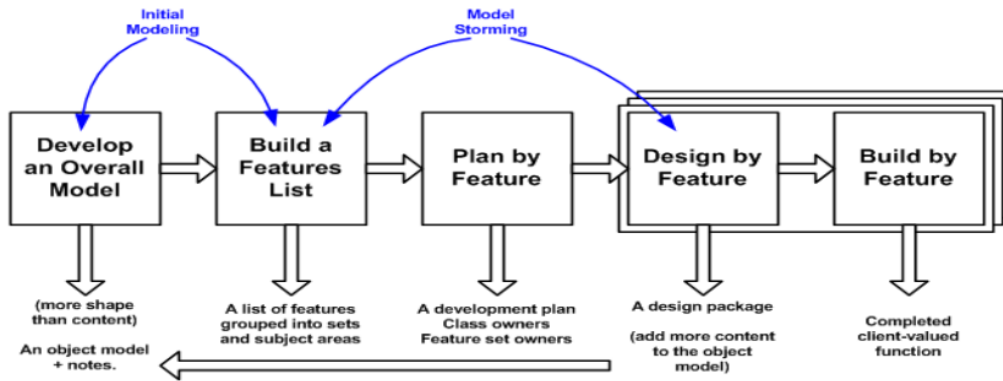 Initial
Modeling
Model
Storming
Develop
an Overall
Model
Build a
Features
List
Plan by
Feature
Design by
Feature
Build by
Feature
(more shape
than content)
An object model
+ notes.
A list of features
grouped into sets
and subject areas
A development plan
Class owners
Feature set owners
A design package
(add more content
to the object
model)
Completed
client-valued
function